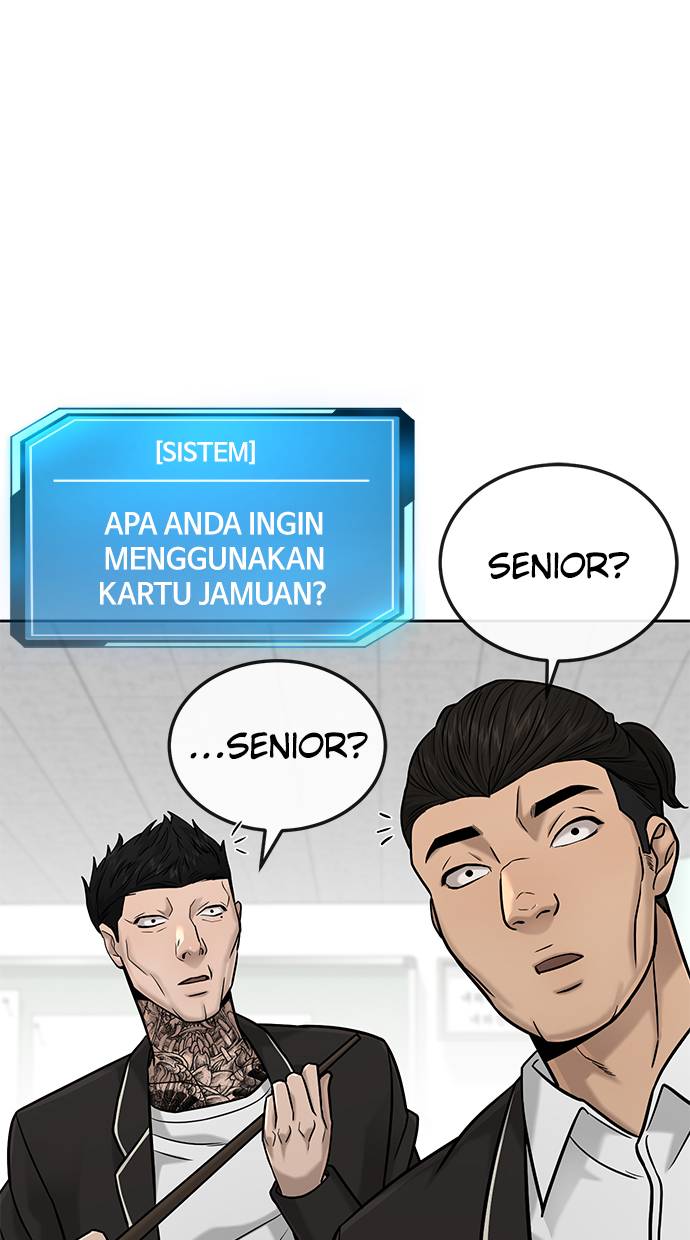 [SISTEM]
APA ANDA INGIN
MENGGUNAKAN
KARTU JAMUAN?
SENIOR?
...SENIOR?